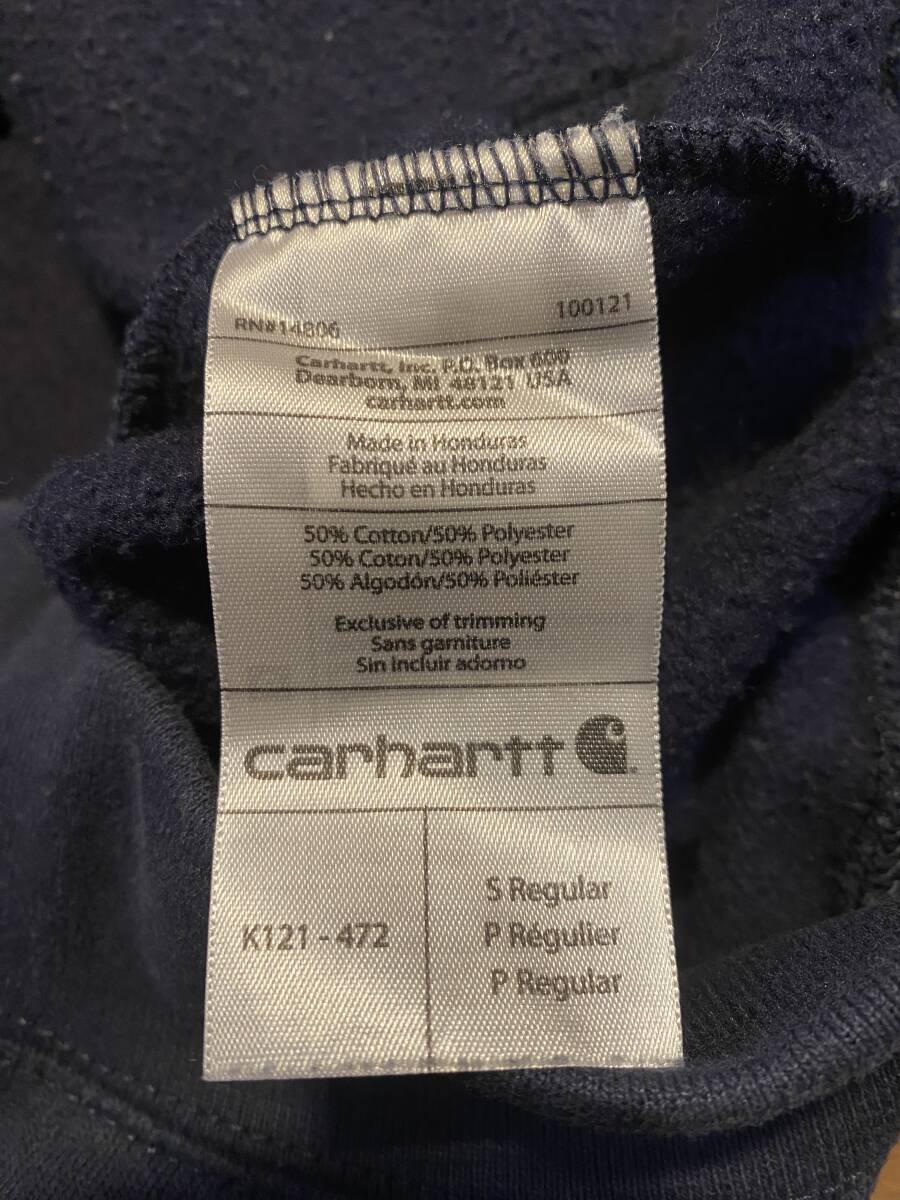 RN#14806
100121
Carhartt, Inc. P.O. Box 600
Dearborn, MI 48121 USA
carhartt.com
Made in Honduras
Fabriqué au Honduras
Hecho en Honduras
50% Cotton/50% Polyester
50% Coton/50% Polyester
50% Algodón/50% Poliéster
Exclusive of trimming
Sans garniture
Sin incluir adorno
carhartt
K121 - 472
S Regular
P Régulier
P Regular